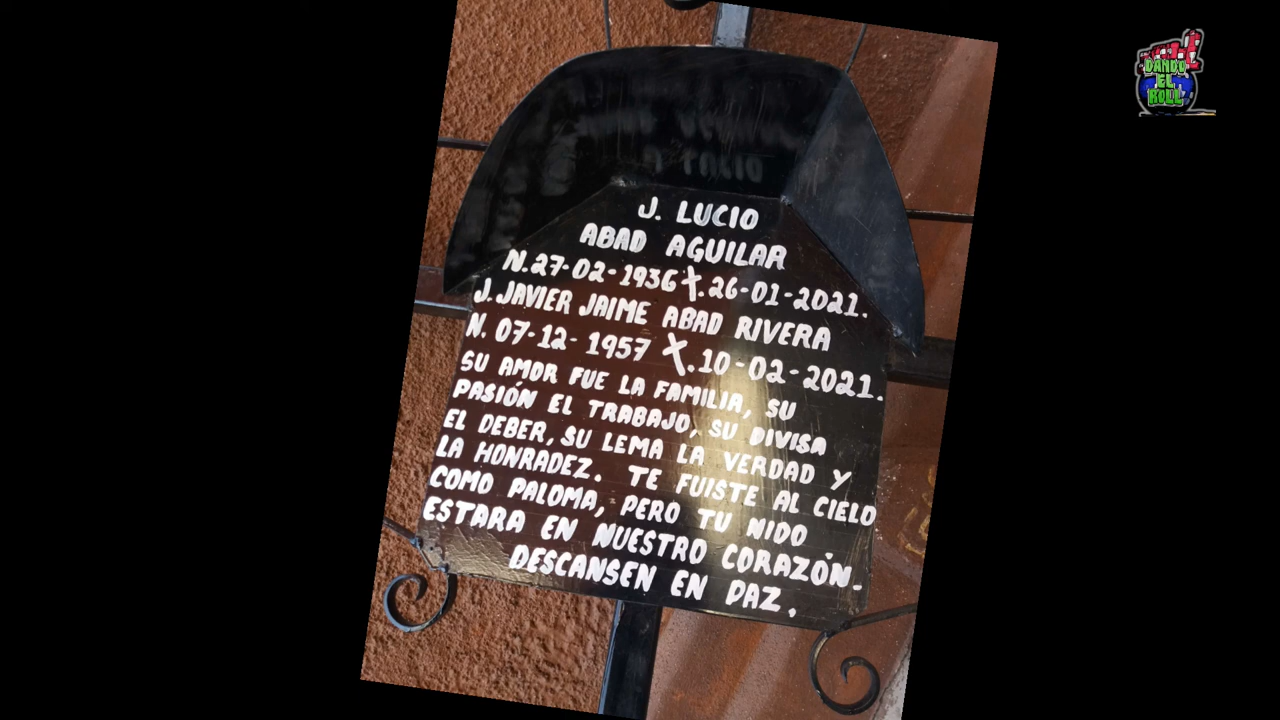 DANDO
EL
ROLL
J. LUCIO
ABAD AGUILAR
N. 27-02-1936 ✝. 26-01-2021.
J. JAVIER JAIME ABAD RIVERA
N. 07-12-1957 ✝. 10-02-2021.
SU AMOR FUE LA FAMILIA, SU
PASIÓN EL TRABAJO, SU DIVISA
EL DEBER, SU LEMA LA VERDAD Y
LA HONRADEZ. TE FUISTE AL CIELO
COMO PALOMA, PERO TU NIDO
ESTARA EN NUESTRO CORAZÓN.
DESCANSEN EN PAZ.